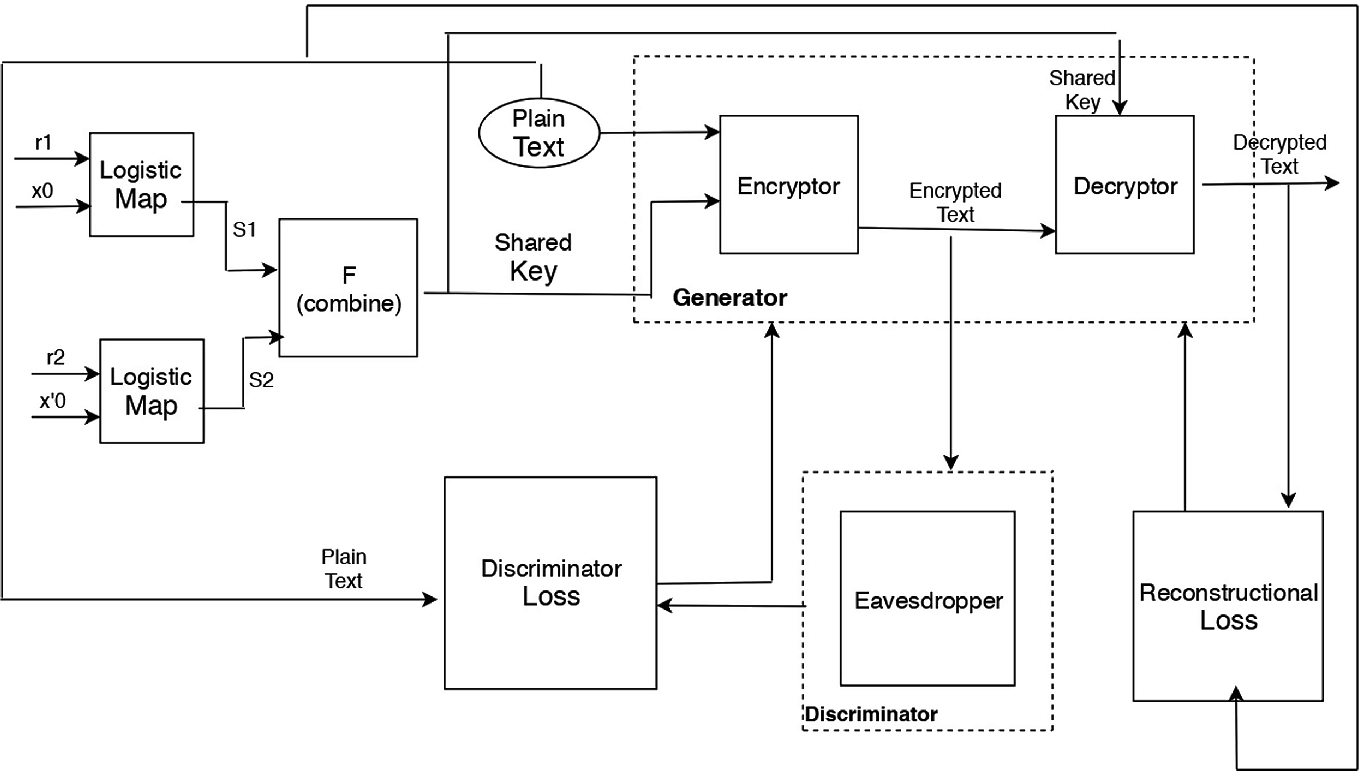 r1
x0
Logistic
Map
S1
r2
x'0
Logistic
Map
S2
F
(combine)
Shared
Key
Plain
Text
Encryptor
Encrypted
Text
Shared
Key
Decryptor
Decrypted
Text
Generator
Plain
Text
Discriminator
Loss
Eavesdropper
Discriminator
Reconstructional
Loss